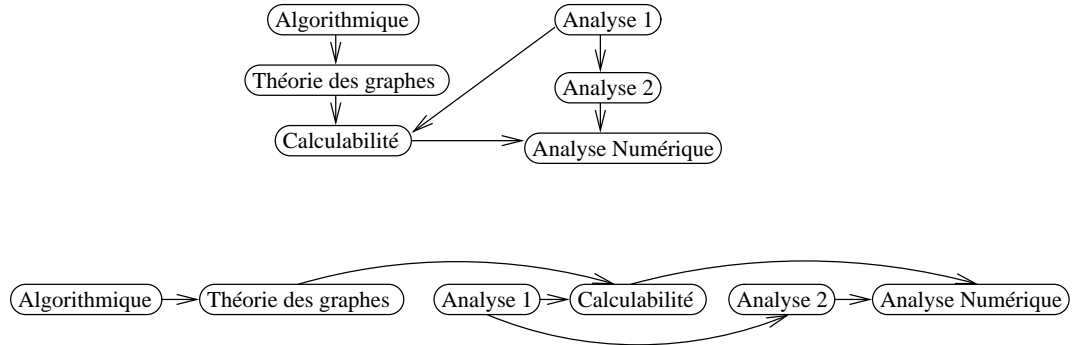 Algorithmique
Analyse 1
Théorie des graphes
Analyse 2
Calculabilité
Analyse Numérique
Algorithmique
Théorie des graphes
Analyse 1
Calculabilité
Analyse 2
Analyse Numérique